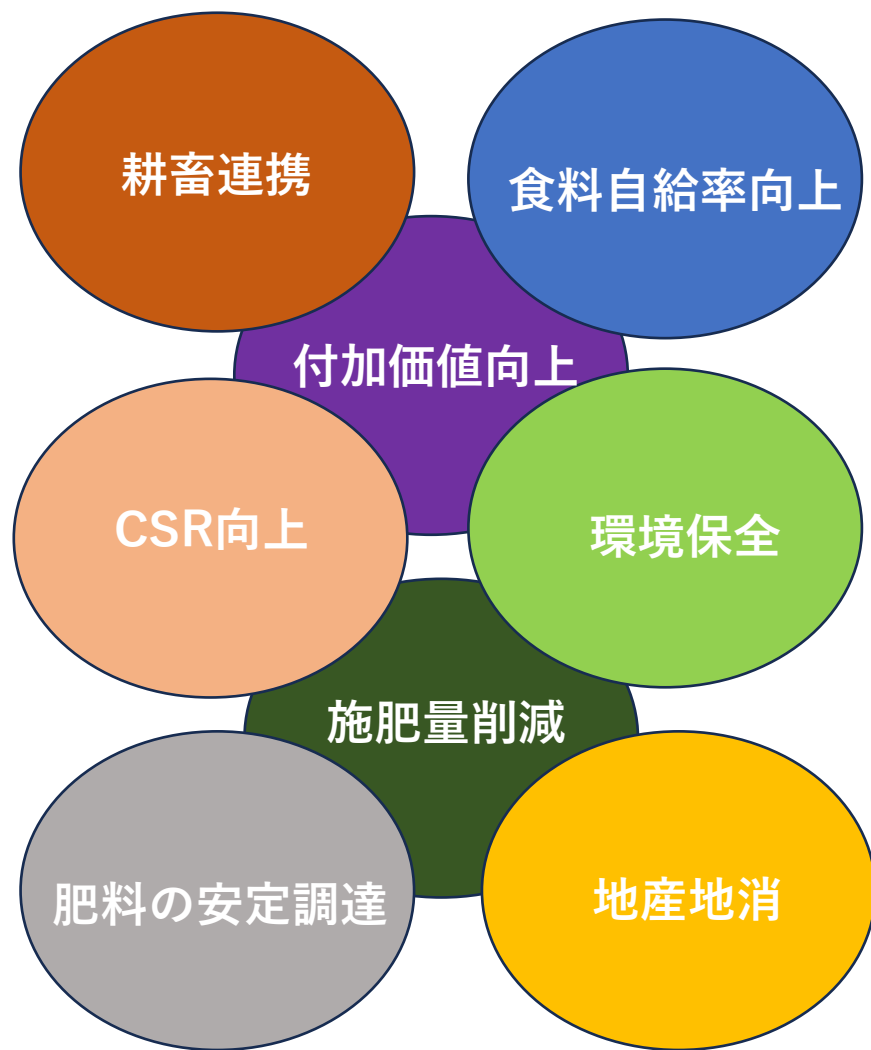 耕畜連携
食料自給率向上
付加価値向上
CSR向上
環境保全
施肥量削減
肥料の安定調達
地産地消